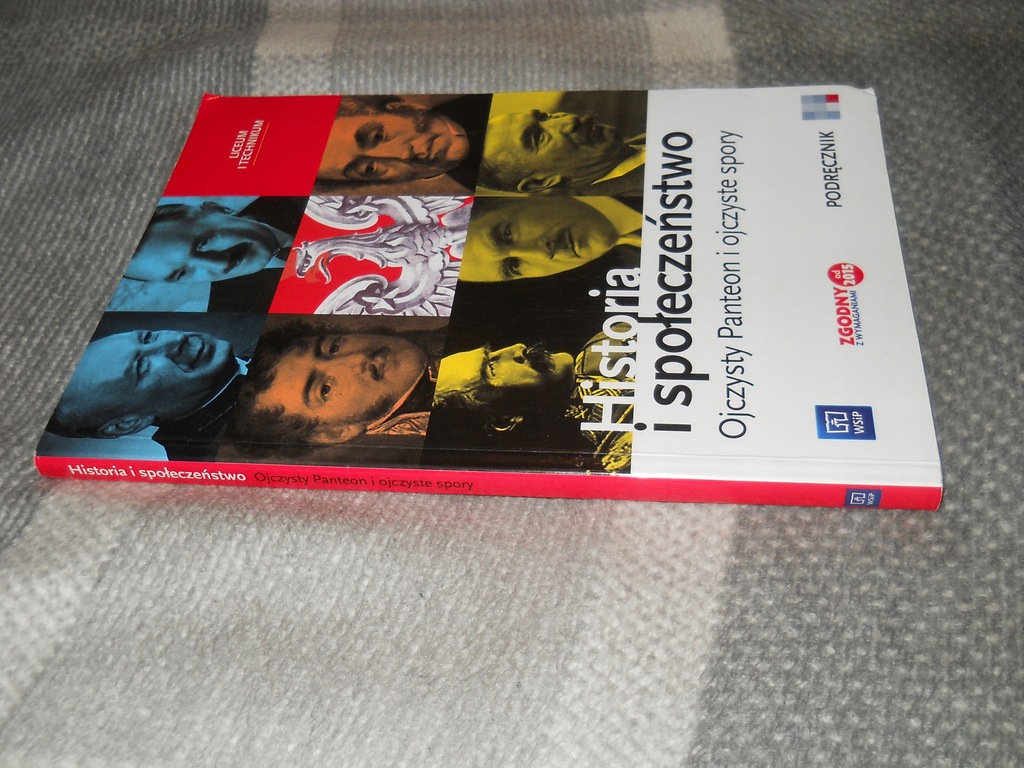 LICEUM
I TECHNIKUM
Historia
i społeczeństwo
Ojczysty Panteon i ojczyste spory
PODRĘCZNIK
ZGODNY
Z WYMAGANIAMI
od
2015
WSiP
Historia i społeczeństwo Ojczysty Panteon i ojczyste spory
WSiP